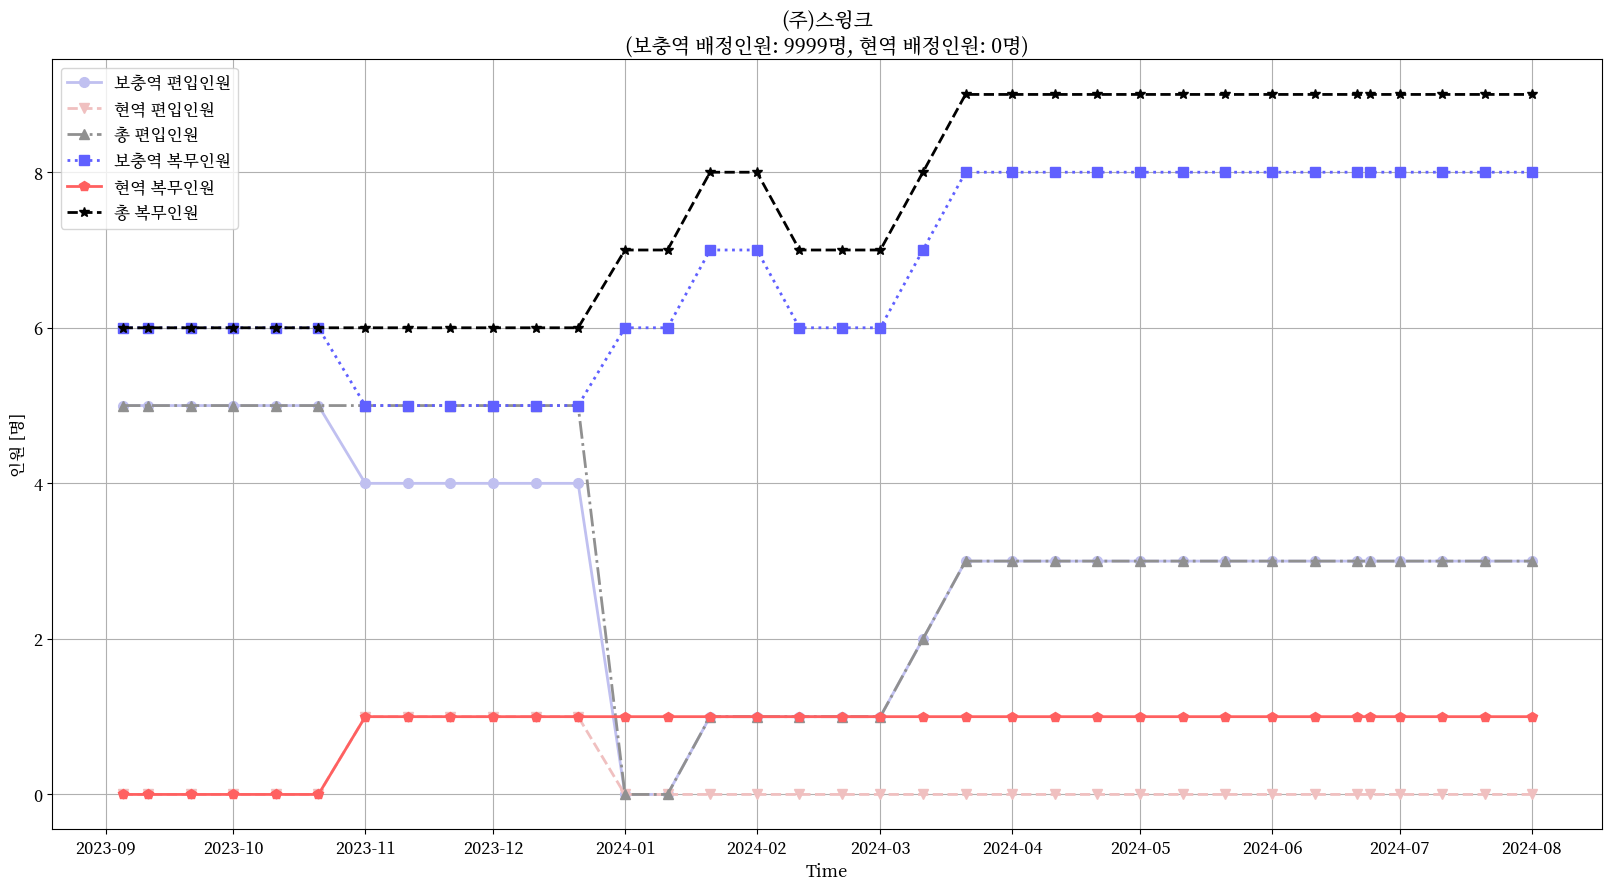 (주)스윙크
(보충역 배정인원: 9999명, 현역 배정인원: 0명)
보충역 편입인원
현역 편입인원
총 편입인원
보충역 복무인원
현역 복무인원
총 복무인원
8
6
4
2
0
인원 [명]
2023-09 2023-10 2023-11 2023-12 2024-01 2024-02 2024-03 2024-04 2024-05 2024-06 2024-07 2024-08
Time